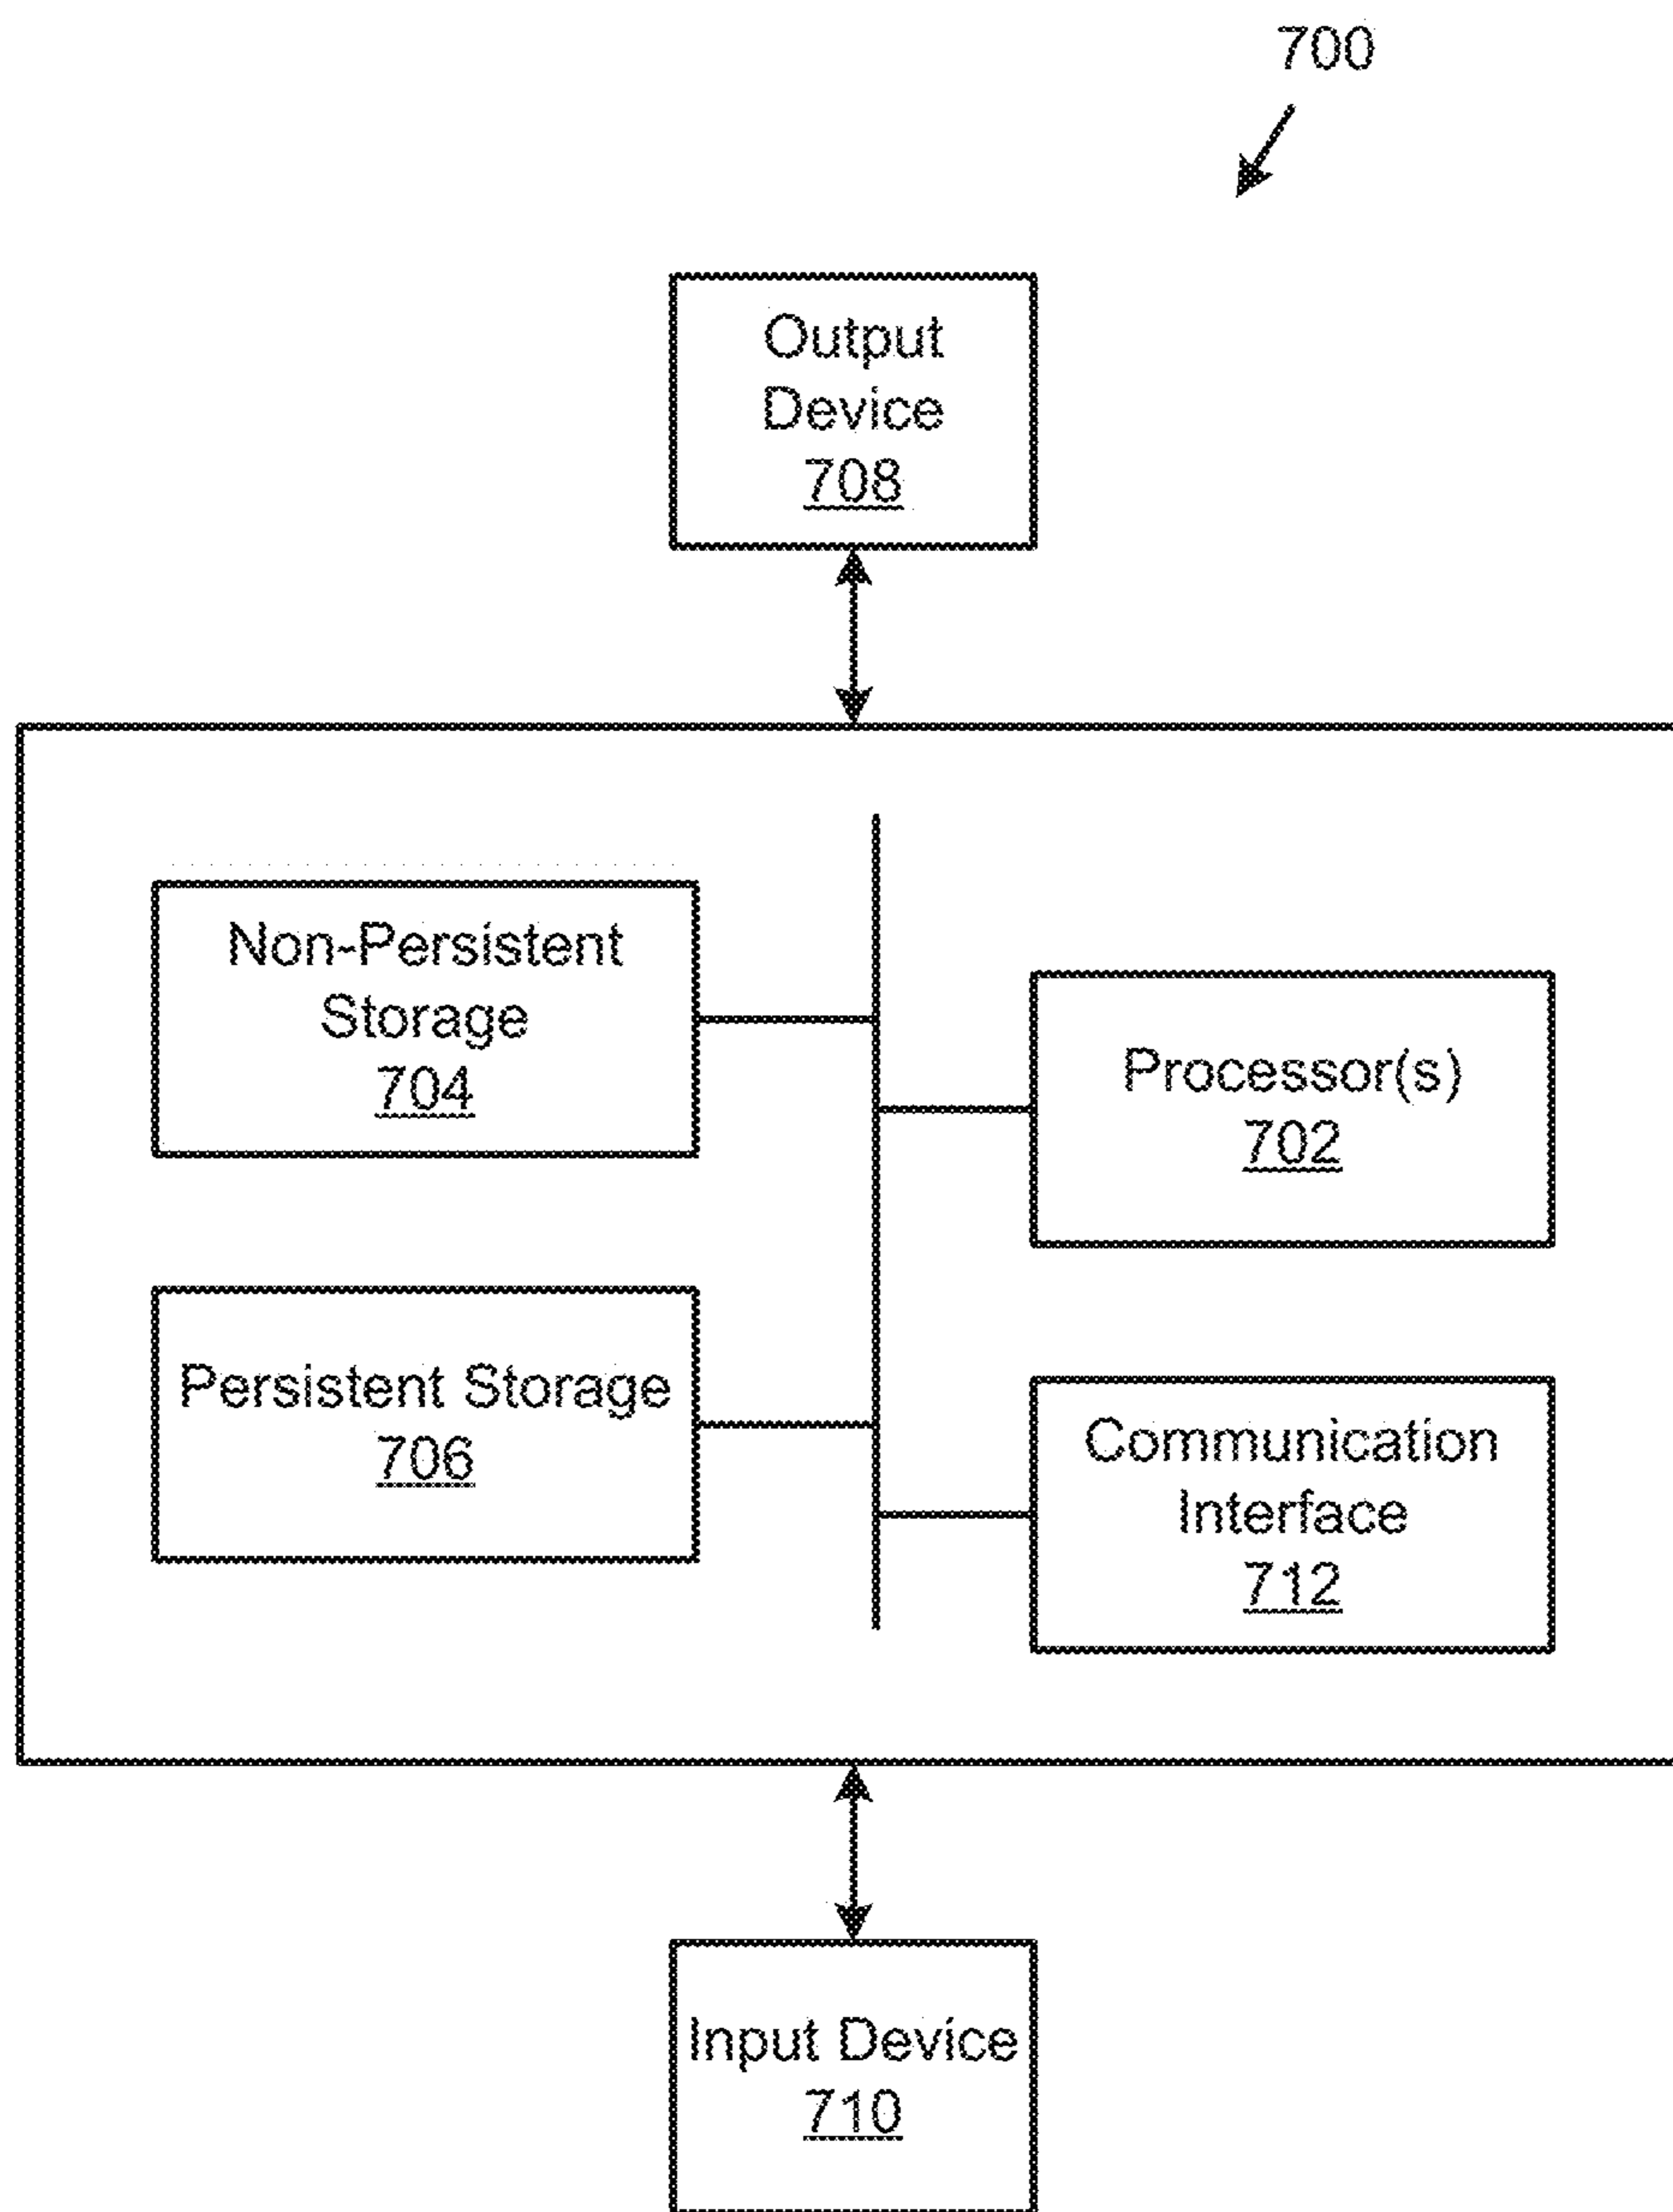 700
Output
Device
708
Non-Persistent
Storage
704
Processor(s)
702
Persistent Storage
706
Communication
Interface
712
Input Device
710